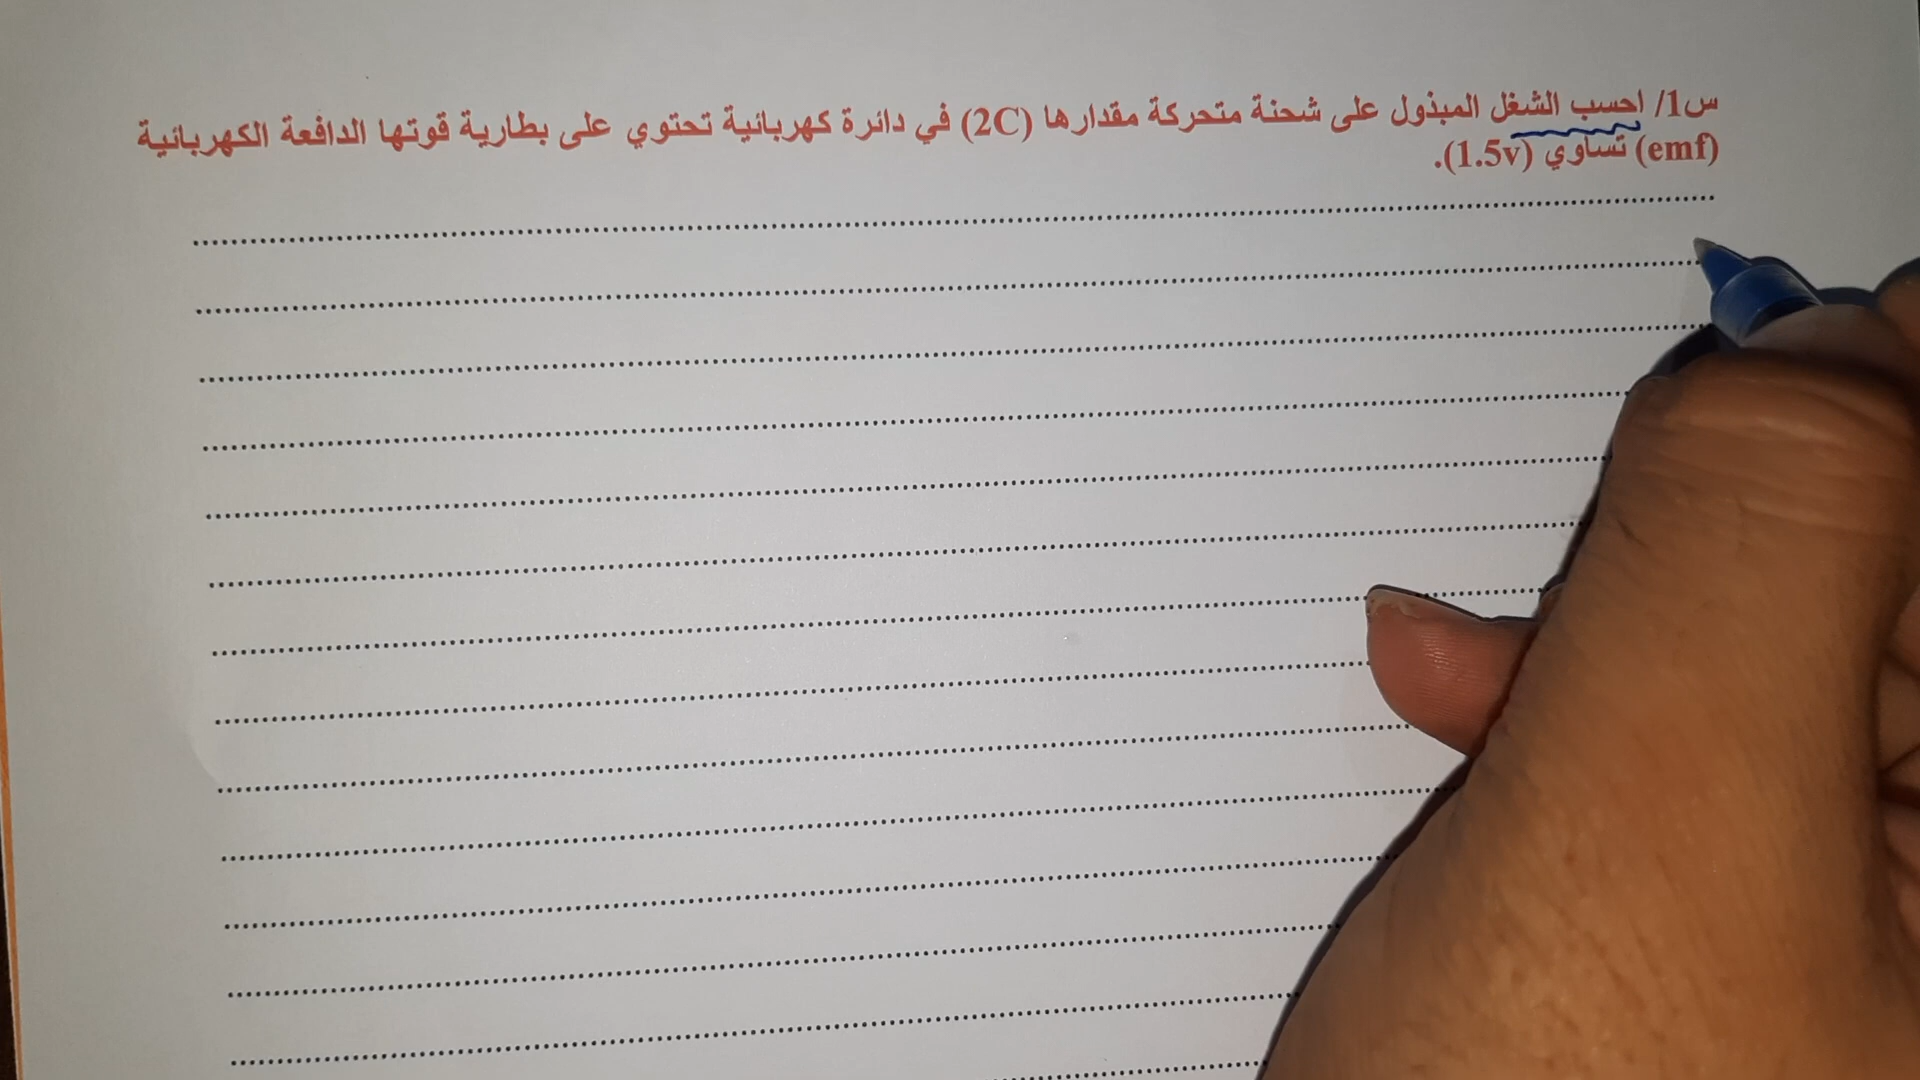 س1/ احسب الشغل المبذول على شحنة متحركة مقدارها (2C) في دائرة كهربائية تحتوي على بطارية قوتها الدافعة الكهربائية
(emf) تساوي (1.5v).